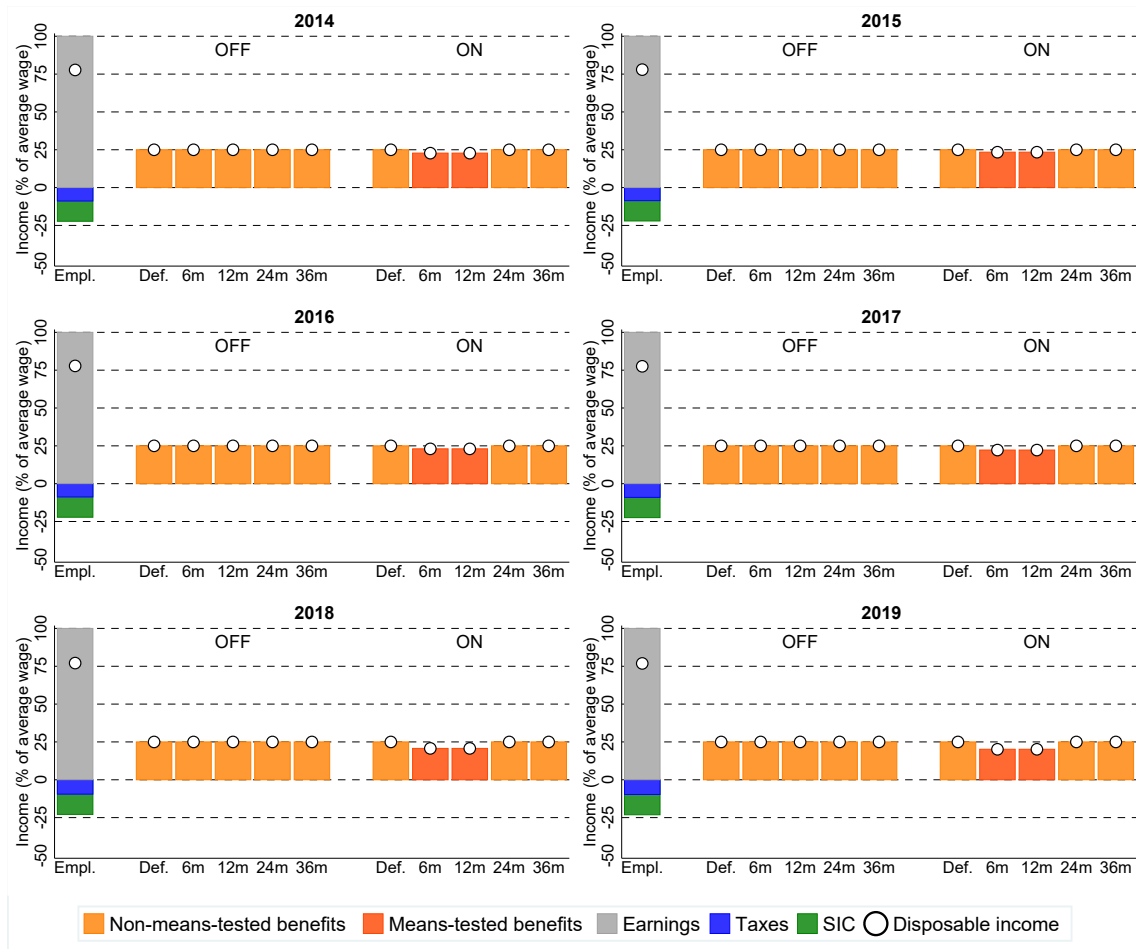 2014
Income (% of average wage)
100
75
50
25
0
-25
-50
OFF
ON
Empl. Def. 6m 12m 24m 36m Def. 6m 12m 24m 36m
2015
Income (% of average wage)
100
75
50
25
0
-25
-50
OFF
ON
Empl. Def. 6m 12m 24m 36m Def. 6m 12m 24m 36m
2016
Income (% of average wage)
100
75
50
25
0
-25
-50
OFF
ON
Empl. Def. 6m 12m 24m 36m Def. 6m 12m 24m 36m
2017
Income (% of average wage)
100
75
50
25
0
-25
-50
OFF
ON
Empl. Def. 6m 12m 24m 36m Def. 6m 12m 24m 36m
2018
Income (% of average wage)
100
75
50
25
0
-25
-50
OFF
ON
Empl. Def. 6m 12m 24m 36m Def. 6m 12m 24m 36m
2019
Income (% of average wage)
100
75
50
25
0
-25
-50
OFF
ON
Empl. Def. 6m 12m 24m 36m Def. 6m 12m 24m 36m
Non-means-tested benefits Means-tested benefits Earnings Taxes SIC Disposable income